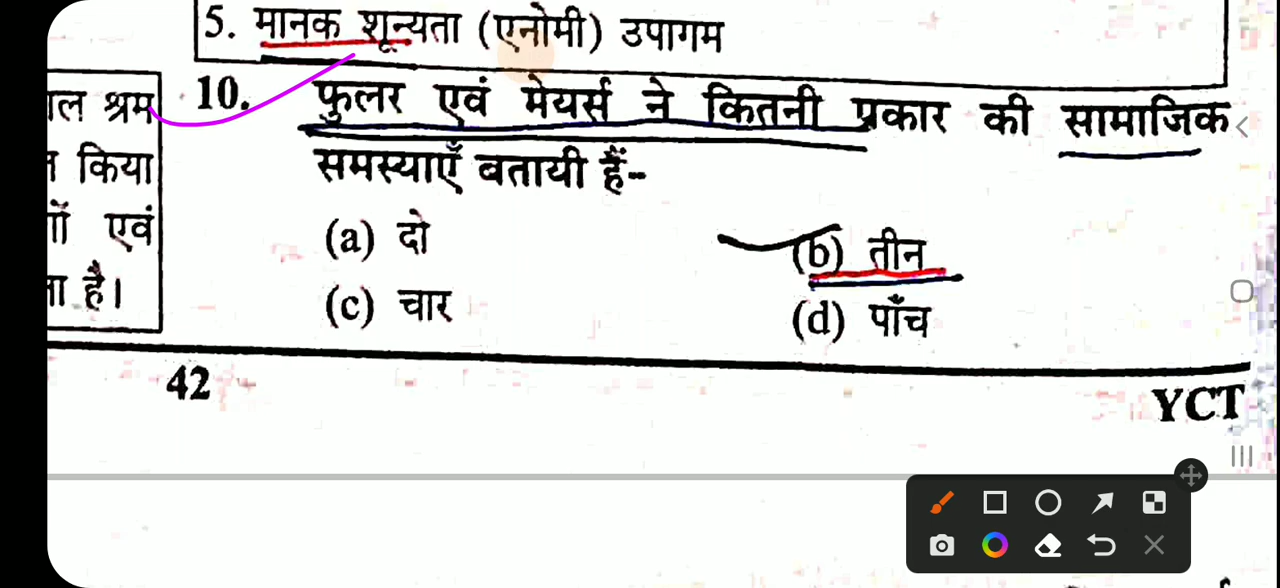 5. मानक शून्यता (एनोमी) उपागम
ल श्रम
10. फुलर एवं मेयर्स ने कितनी प्रकार की सामाजिक
किया
समस्याएँ बतायी हैं-
एवं
(a) दो (b) तीन
है।
(c) चार (d) पाँच
42
YCT